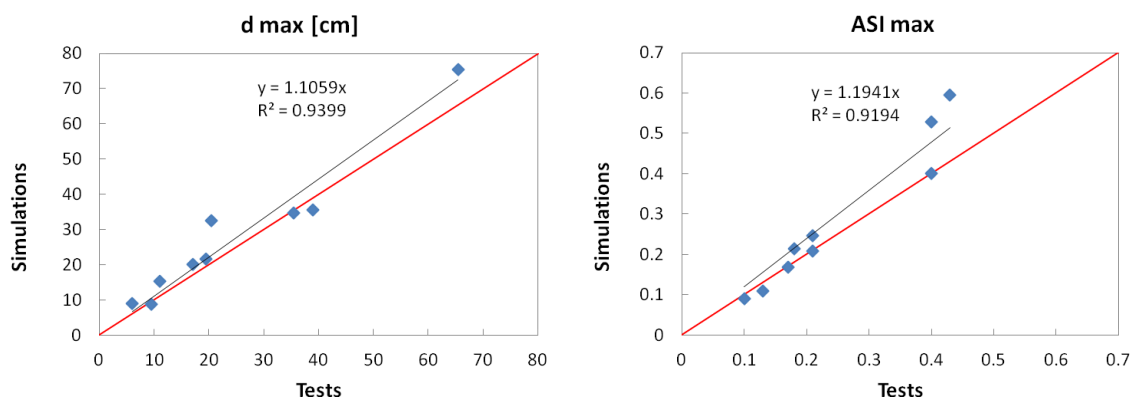 d max [cm]
80
70
60
50
40
30
20
10
0
Simulations
y = 1.1059x
R² = 0.9399
0 10 20 30 40 50 60 70 80
Tests
ASI max
0.7
0.6
0.5
0.4
0.3
0.2
0.1
0
Simulations
y = 1.1941x
R² = 0.9194
0 0.1 0.2 0.3 0.4 0.5 0.6 0.7
Tests